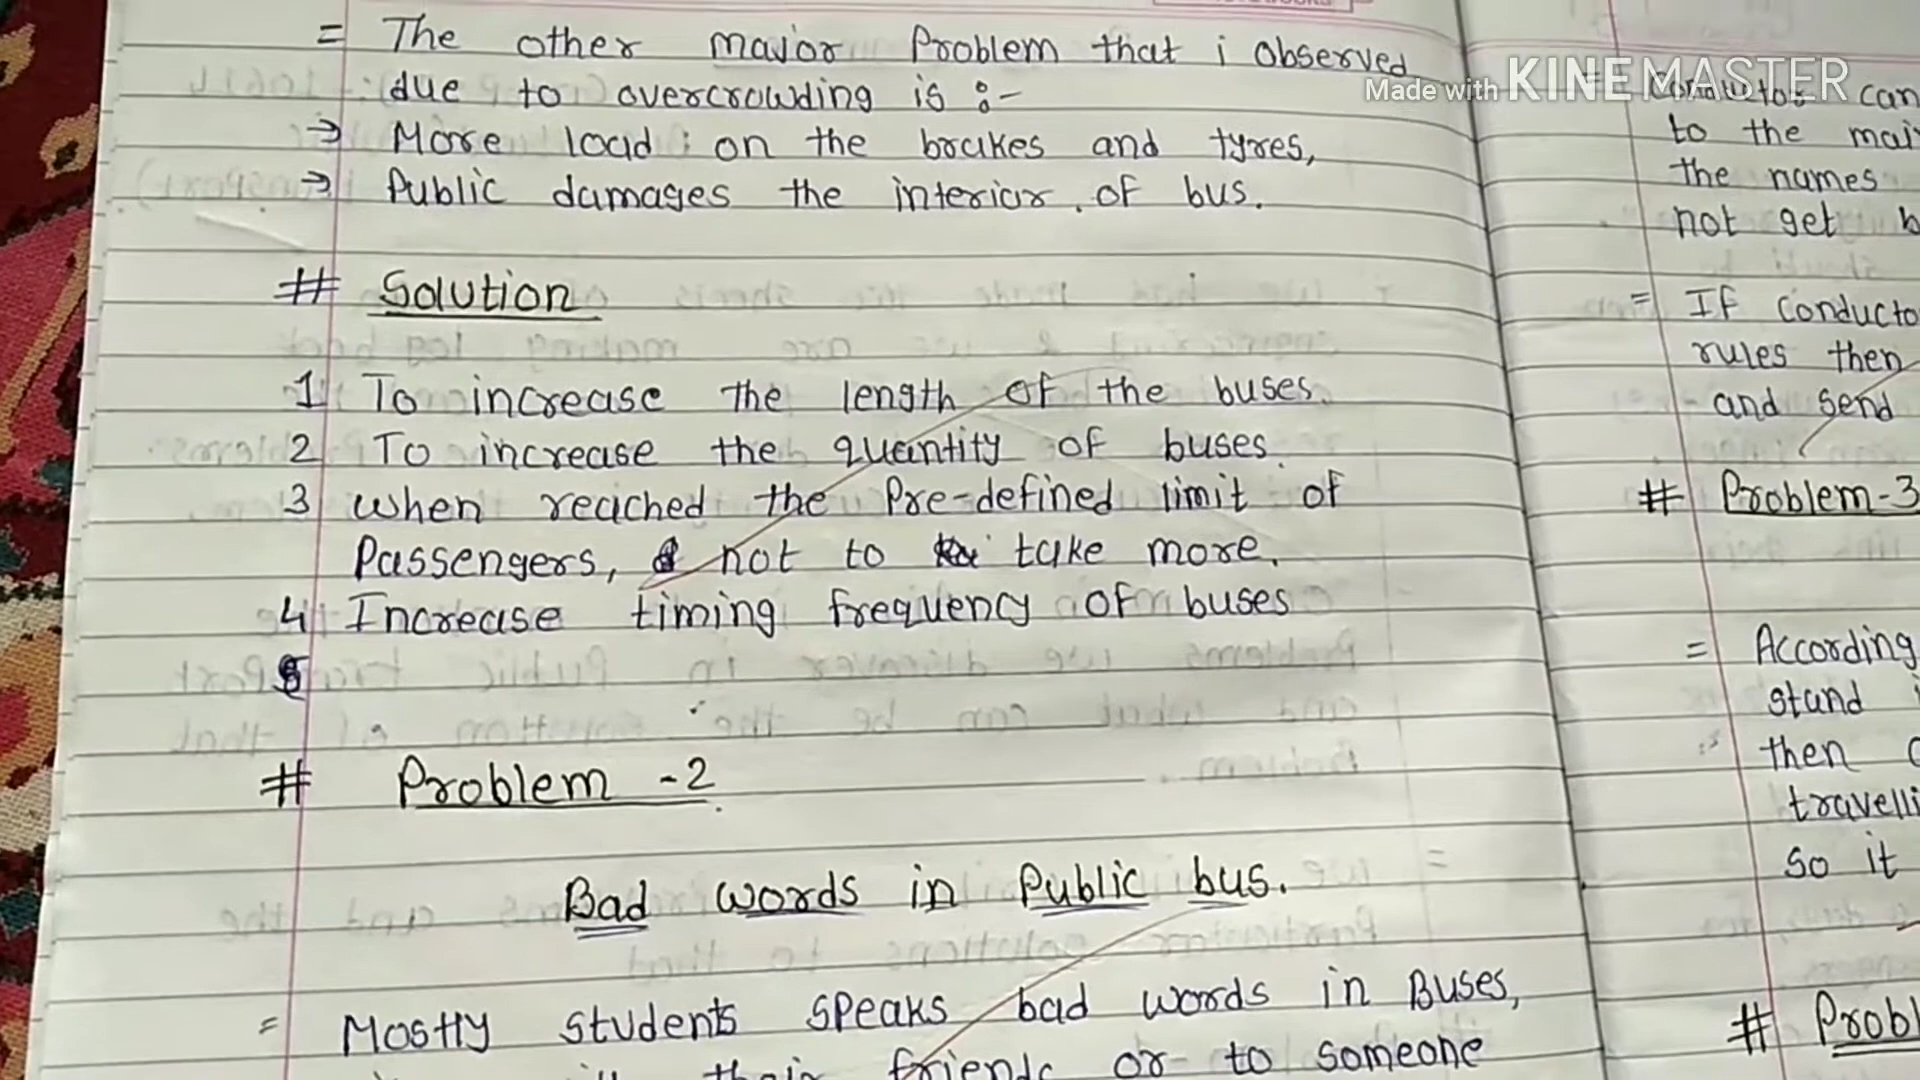 = The other major Problem that i observed
due to overcrowding is :-
→ More load on the brakes and tyres,
→ Public damages the interior of bus.
# Solution
1 To increase the length of the buses.
2 To increase the quantity of buses.
3 when reached the Pre-defined limit of
Passengers, not to take more.
4 Increase timing frequency of buses
5
# Problem -2
Bad words in Public bus.
= Mostly students speaks bad words in Buses,
their friends or to someone
Made with KINEMASTER
conductor can
to the
the names
not get
= If
rules then
and send
# Problem-3
= According
stand
then
so it
#